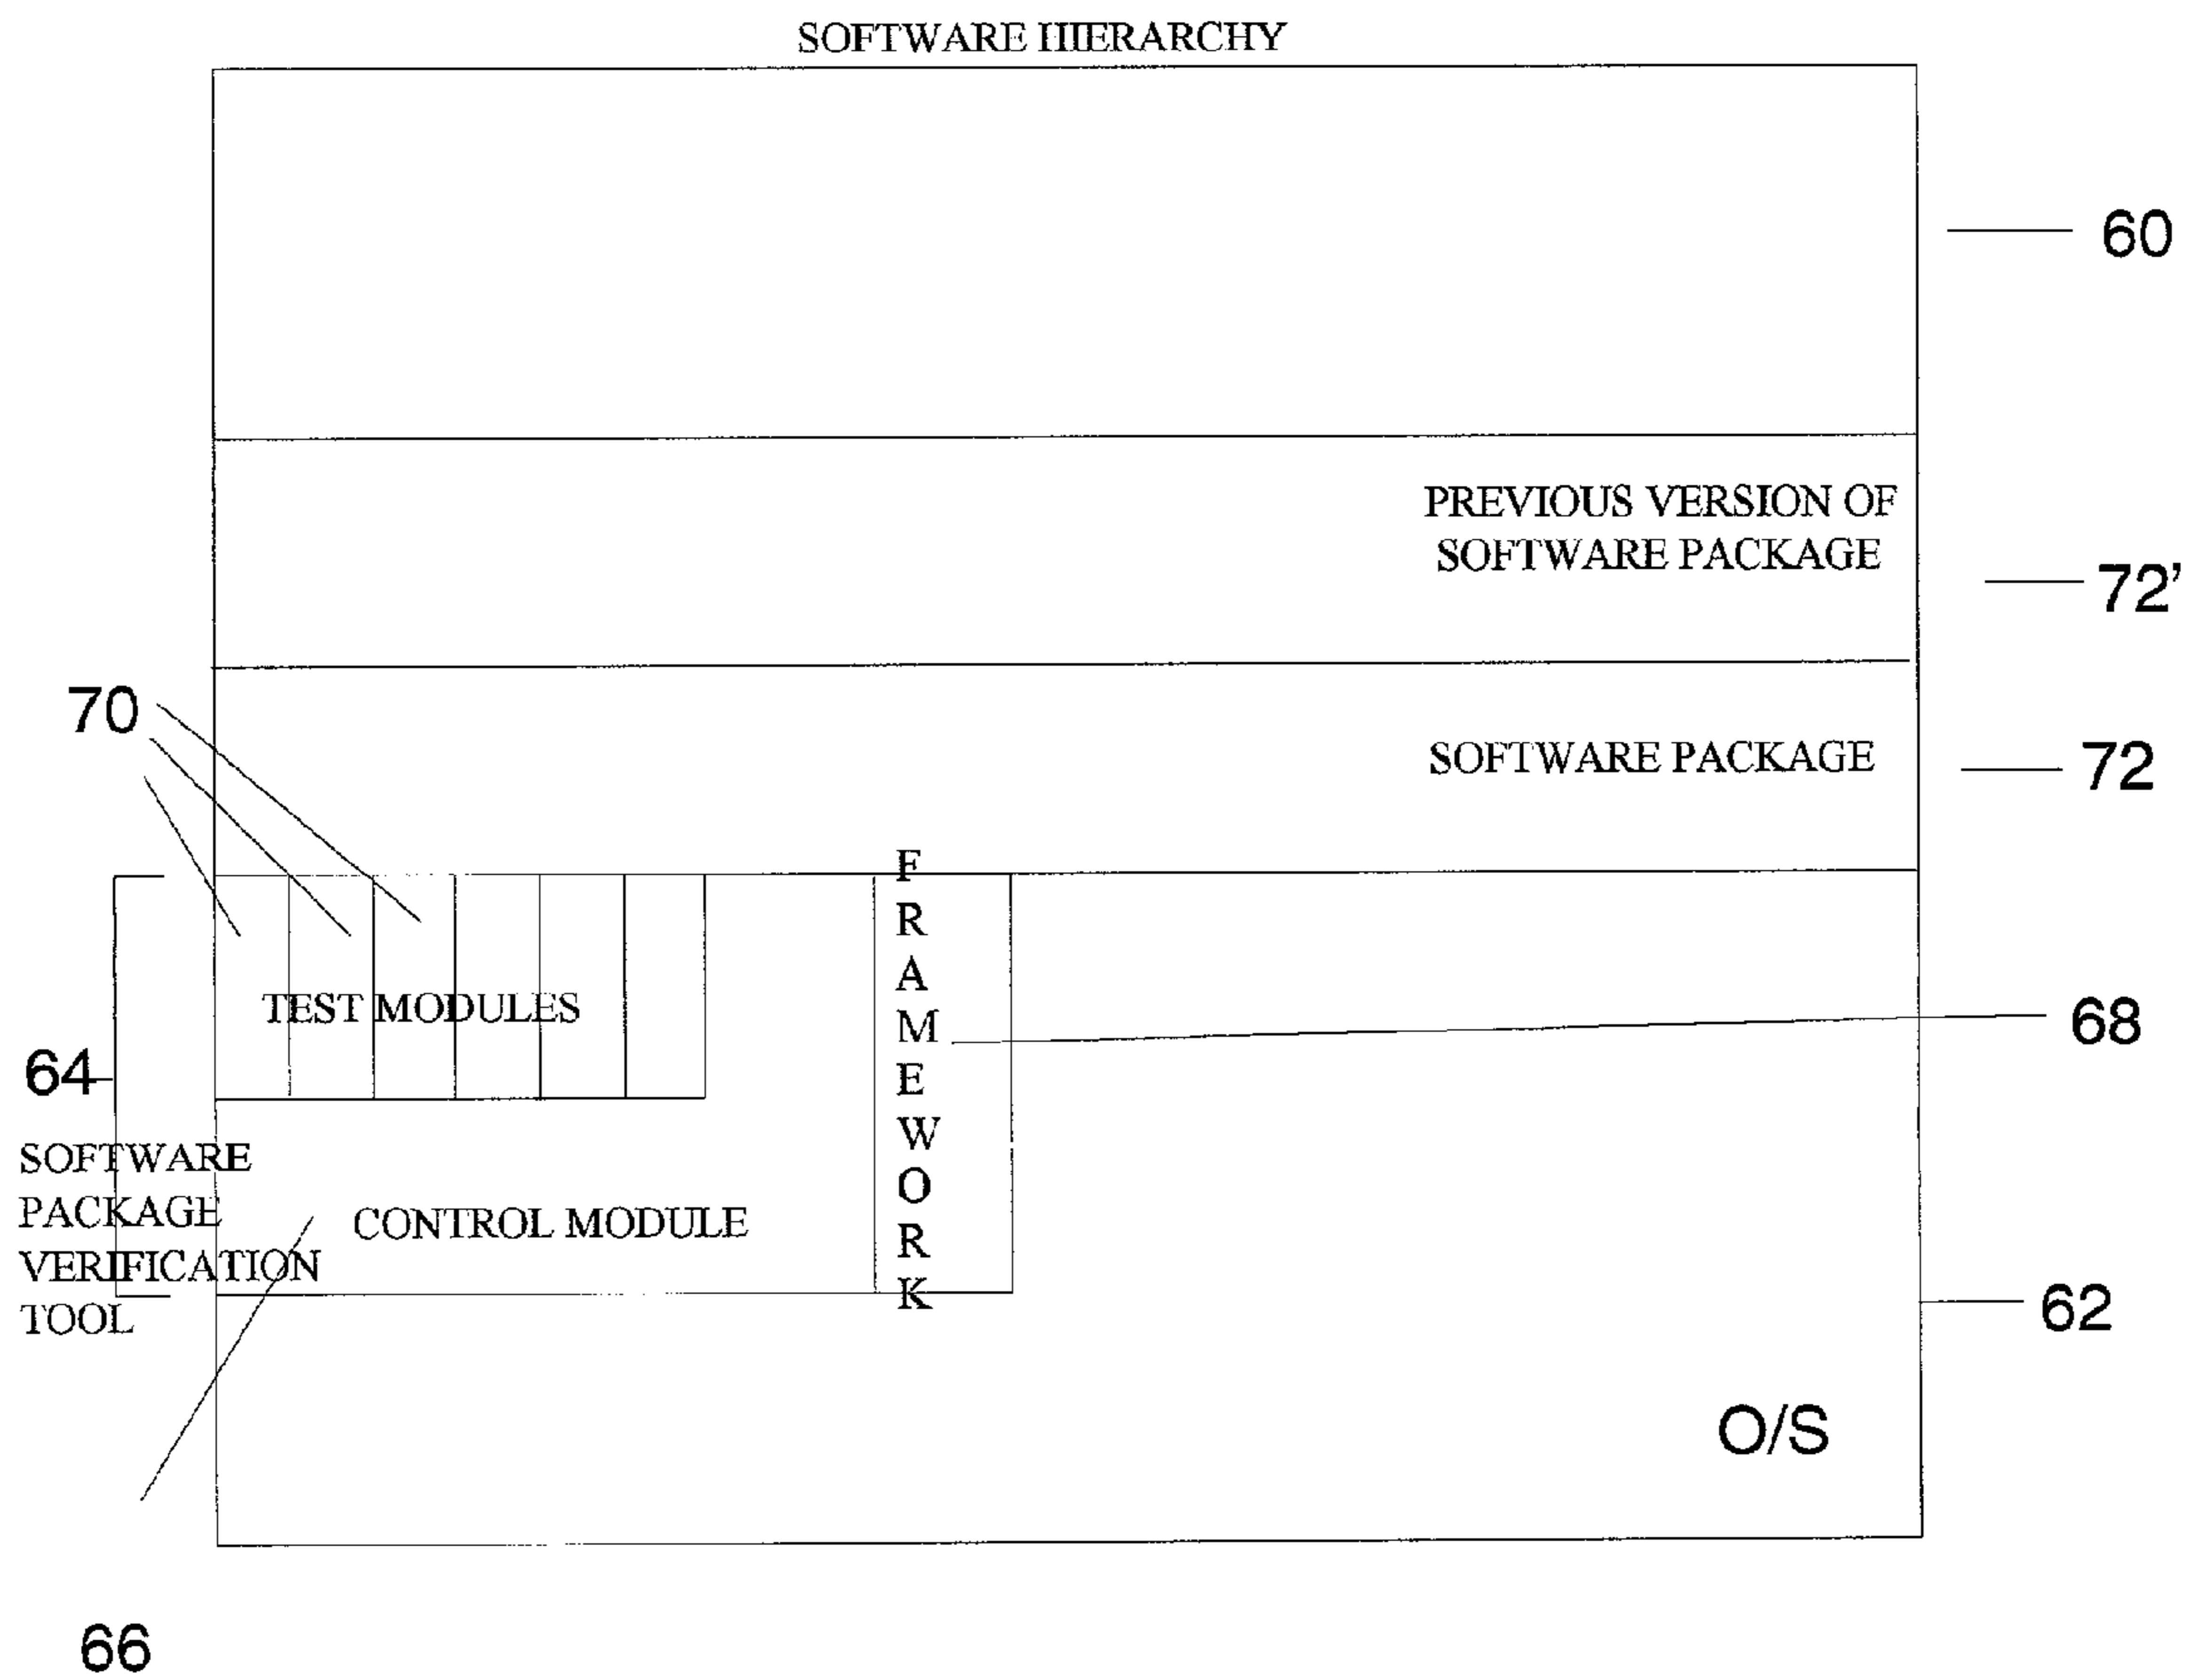 SOFTWARE HIERARCHY
60
PREVIOUS VERSION OF
SOFTWARE PACKAGE
72'
70
SOFTWARE PACKAGE
72
FRAMEWORK
TEST MODULES
68
64
SOFTWARE
PACKAGE
VERIFICATION
TOOL
CONTROL MODULE
62
O/S
66